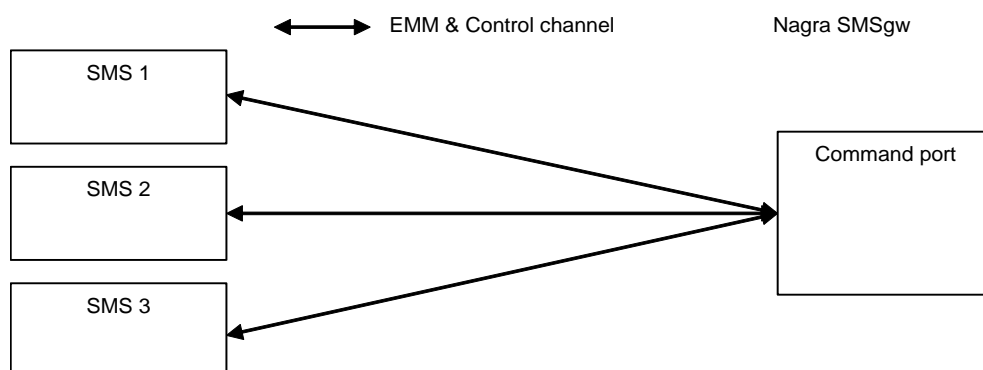 EMM & Control channel
Nagra SMSgw
SMS 1
Command port
SMS 2
SMS 3